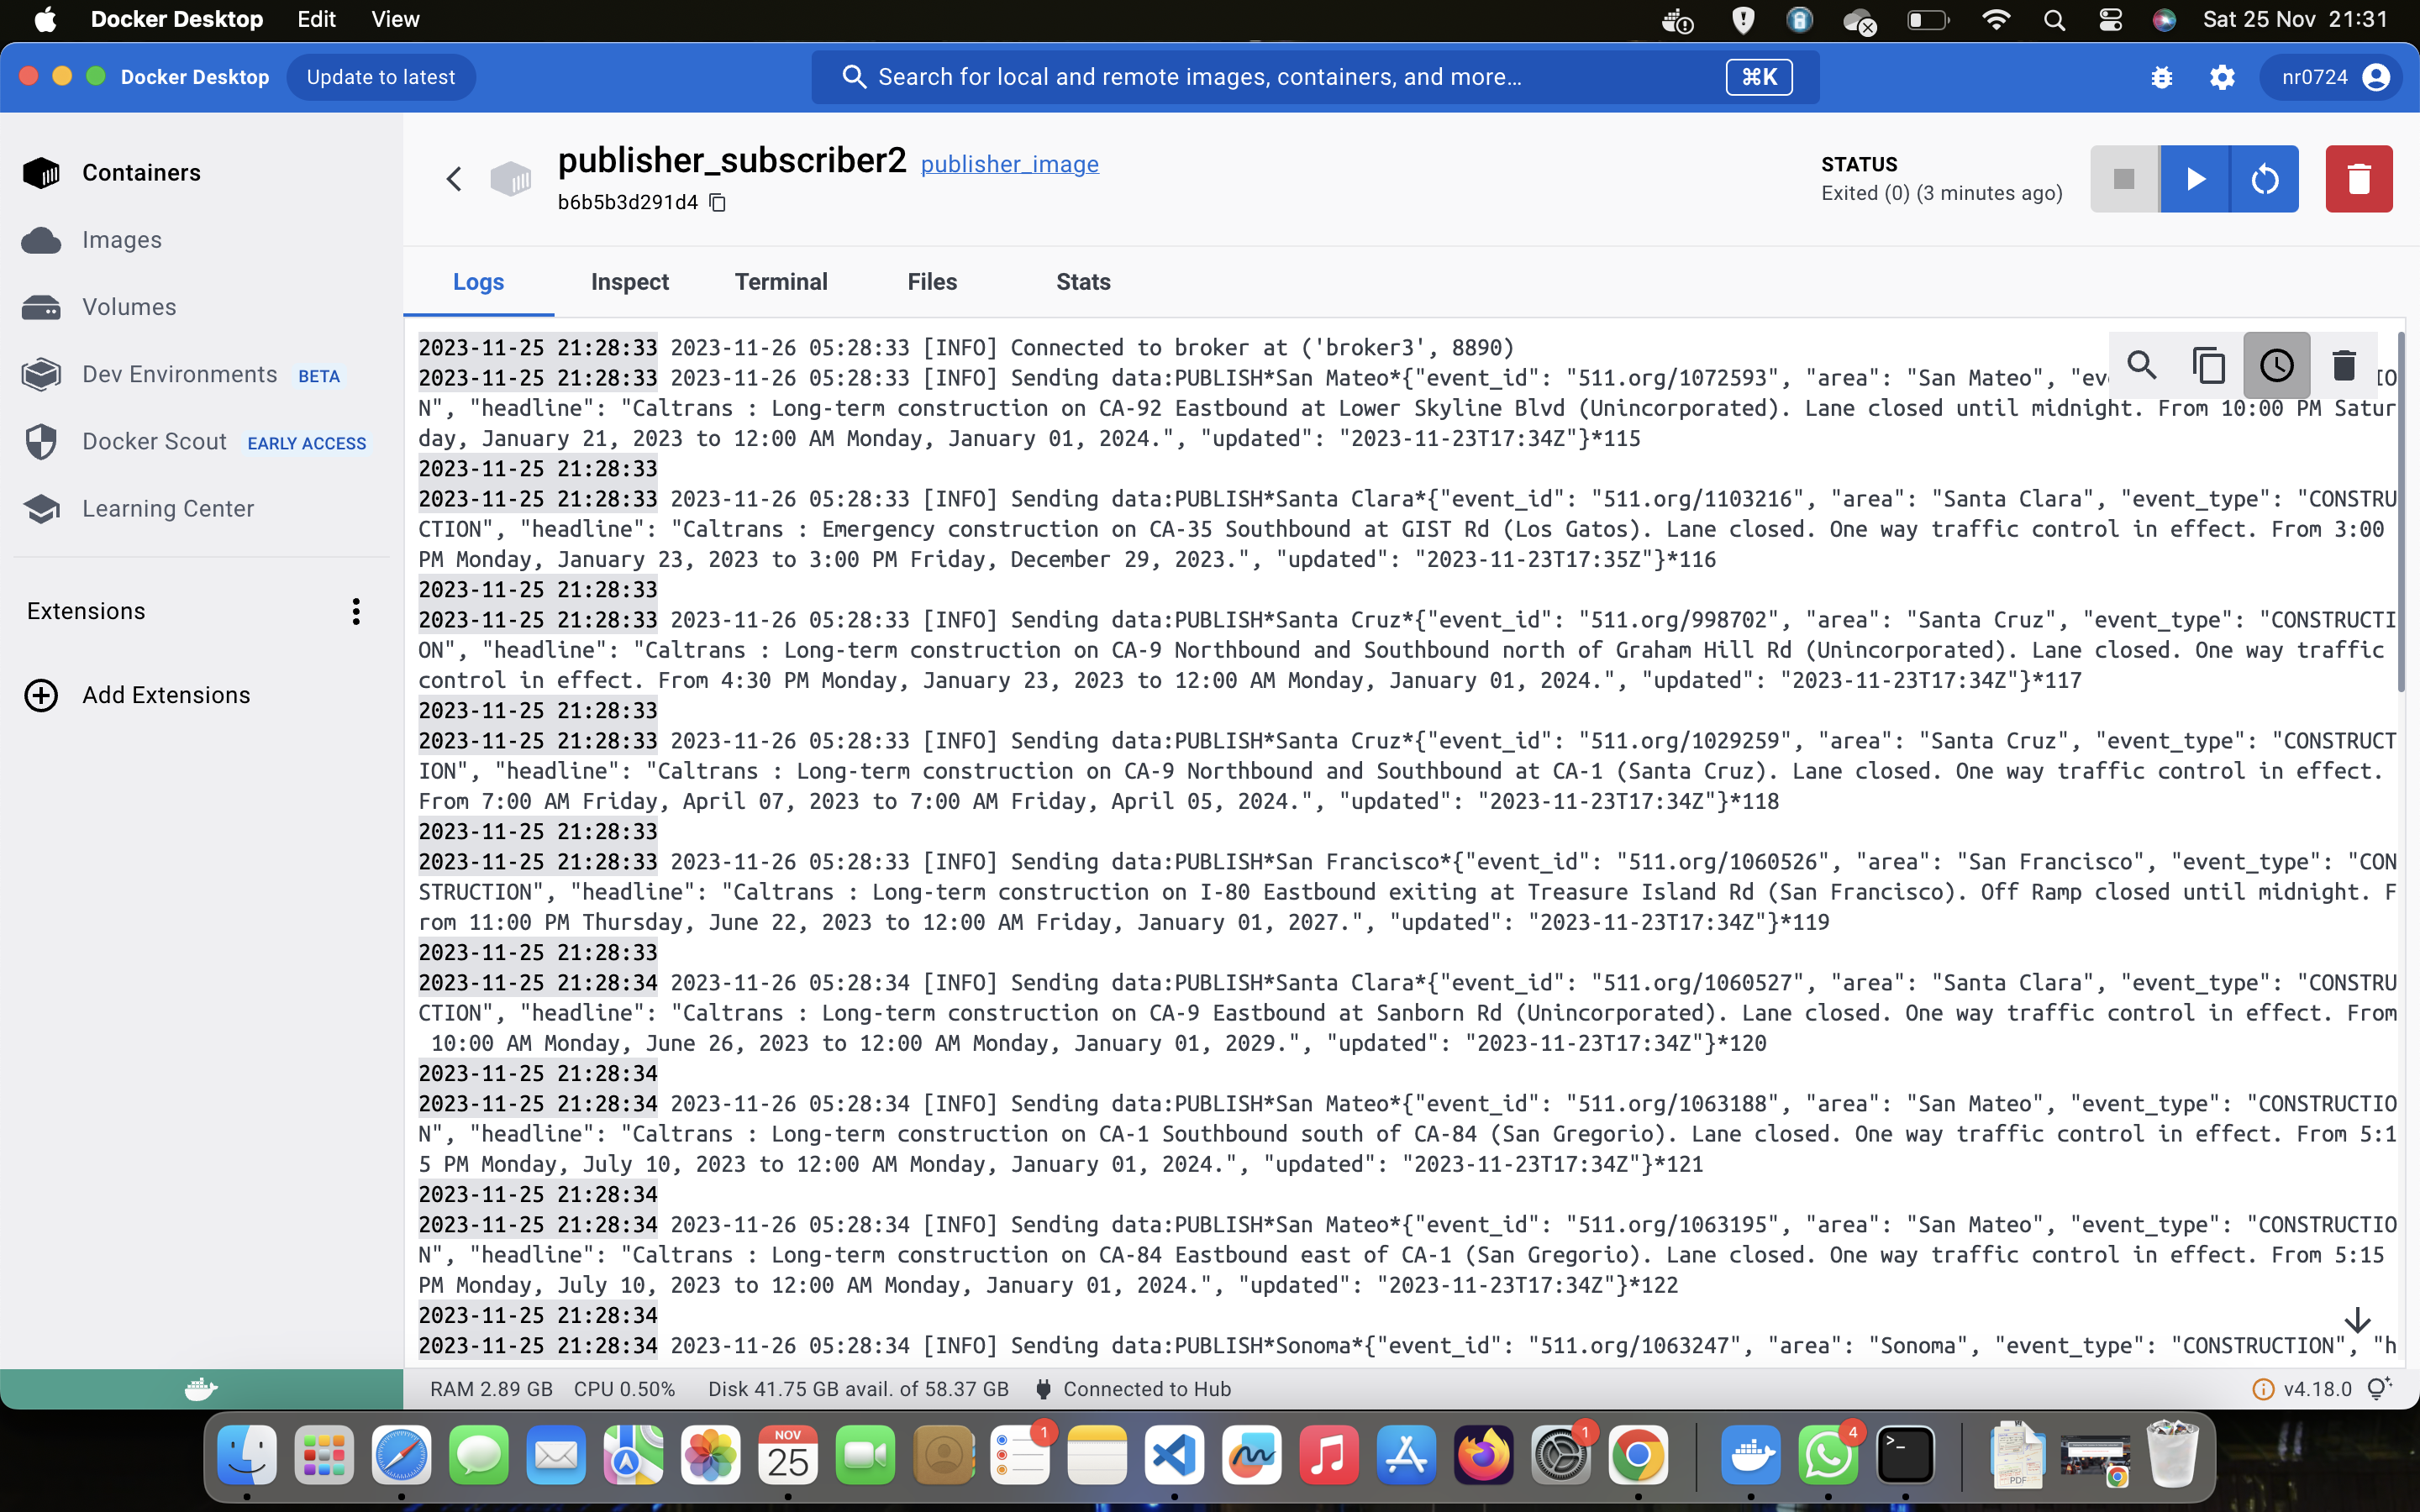 Docker Desktop Edit View Sat 25 Nov 21:31
Docker Desktop Update to latest Search for local and remote images, containers, and more... ⌘K nr0724
Containers
Images
Volumes
Dev Environments BETA
Docker Scout EARLY ACCESS
Learning Center
Extensions
Add Extensions
publisher_subscriber2 publisher_image
b6b5b3d291d4
STATUS
Exited (0) (3 minutes ago)
Logs Inspect Terminal Files Stats
2023-11-25 21:28:33 2023-11-26 05:28:33 [INFO] Connected to broker at ('broker3', 8890)
2023-11-25 21:28:33 2023-11-26 05:28:33 [INFO] Sending data:PUBLISH*San Mateo*{"event_id": "511.org/1072593", "area": "San Mateo", "ev IO
N", "headline": "Caltrans : Long-term construction on CA-92 Eastbound at Lower Skyline Blvd (Unincorporated). Lane closed until midnight. From 10:00 PM Satur
day, January 21, 2023 to 12:00 AM Monday, January 01, 2024.", "updated": "2023-11-23T17:34Z"}*115
2023-11-25 21:28:33
2023-11-25 21:28:33 2023-11-26 05:28:33 [INFO] Sending data:PUBLISH*Santa Clara*{"event_id": "511.org/1103216", "area": "Santa Clara", "event_type": "CONSTRU
CTION", "headline": "Caltrans : Emergency construction on CA-35 Southbound at GIST Rd (Los Gatos). Lane closed. One way traffic control in effect. From 3:00
PM Monday, January 23, 2023 to 3:00 PM Friday, December 29, 2023.", "updated": "2023-11-23T17:35Z"}*116
2023-11-25 21:28:33
2023-11-25 21:28:33 2023-11-26 05:28:33 [INFO] Sending data:PUBLISH*Santa Cruz*{"event_id": "511.org/998702", "area": "Santa Cruz", "event_type": "CONSTRUCTI
ON", "headline": "Caltrans : Long-term construction on CA-9 Northbound and Southbound north of Graham Hill Rd (Unincorporated). Lane closed. One way traffic
control in effect. From 4:30 PM Monday, January 23, 2023 to 12:00 AM Monday, January 01, 2024.", "updated": "2023-11-23T17:34Z"}*117
2023-11-25 21:28:33
2023-11-25 21:28:33 2023-11-26 05:28:33 [INFO] Sending data:PUBLISH*Santa Cruz*{"event_id": "511.org/1029259", "area": "Santa Cruz", "event_type": "CONSTRUCT
ION", "headline": "Caltrans : Long-term construction on CA-9 Northbound and Southbound at CA-1 (Santa Cruz). Lane closed. One way traffic control in effect.
From 7:00 AM Friday, April 07, 2023 to 7:00 AM Friday, April 05, 2024.", "updated": "2023-11-23T17:34Z"}*118
2023-11-25 21:28:33
2023-11-25 21:28:33 2023-11-26 05:28:33 [INFO] Sending data:PUBLISH*San Francisco*{"event_id": "511.org/1060526", "area": "San Francisco", "event_type": "CON
STRUCTION", "headline": "Caltrans : Long-term construction on I-80 Eastbound exiting at Treasure Island Rd (San Francisco). Off Ramp closed until midnight. F
rom 11:00 PM Thursday, June 22, 2023 to 12:00 AM Friday, January 01, 2027.", "updated": "2023-11-23T17:34Z"}*119
2023-11-25 21:28:33
2023-11-25 21:28:34 2023-11-26 05:28:34 [INFO] Sending data:PUBLISH*Santa Clara*{"event_id": "511.org/1060527", "area": "Santa Clara", "event_type": "CONSTRU
CTION", "headline": "Caltrans : Long-term construction on CA-9 Eastbound at Sanborn Rd (Unincorporated). Lane closed. One way traffic control in effect. From
10:00 AM Monday, June 26, 2023 to 12:00 AM Monday, January 01, 2029.", "updated": "2023-11-23T17:34Z"}*120
2023-11-25 21:28:34
2023-11-25 21:28:34 2023-11-26 05:28:34 [INFO] Sending data:PUBLISH*San Mateo*{"event_id": "511.org/1063188", "area": "San Mateo", "event_type": "CONSTRUCTIO
N", "headline": "Caltrans : Long-term construction on CA-1 Southbound south of CA-84 (San Gregorio). Lane closed. One way traffic control in effect. From 5:1
5 PM Monday, July 10, 2023 to 12:00 AM Monday, January 01, 2024.", "updated": "2023-11-23T17:34Z"}*121
2023-11-25 21:28:34
2023-11-25 21:28:34 2023-11-26 05:28:34 [INFO] Sending data:PUBLISH*San Mateo*{"event_id": "511.org/1063195", "area": "San Mateo", "event_type": "CONSTRUCTIO
N", "headline": "Caltrans : Long-term construction on CA-84 Eastbound east of CA-1 (San Gregorio). Lane closed. One way traffic control in effect. From 5:15
PM Monday, July 10, 2023 to 12:00 AM Monday, January 01, 2024.", "updated": "2023-11-23T17:34Z"}*122
2023-11-25 21:28:34
2023-11-25 21:28:34 2023-11-26 05:28:34 [INFO] Sending data:PUBLISH*Sonoma*{"event_id": "511.org/1063247", "area": "Sonoma", "event_type": "CONSTRUCTION", "h
RAM 2.89 GB CPU 0.50% Disk 41.75 GB avail. of 58.37 GB Connected to Hub v4.18.0
NOV
25
1
1
4
PDF